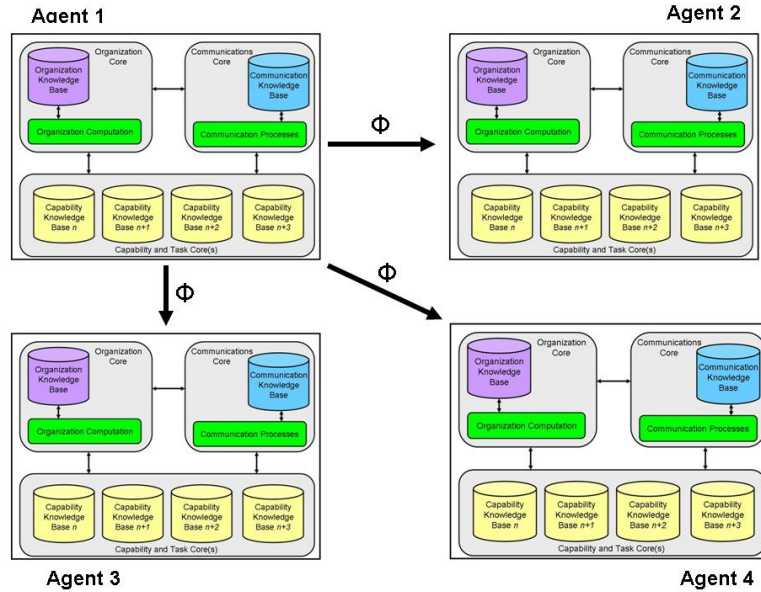 Agent 1
Organization
Core
Communications
Core
Organization
Knowledge
Base
Communication
Knowledge
Base
Organization Computation
Communication Processes
Capability
Knowledge
Base n
Capability
Knowledge
Base n+1
Capability
Knowledge
Base n+2
Capability
Knowledge
Base n+3
Capability and Task Core(s)
Φ
Agent 2
Organization
Core
Communications
Core
Organization
Knowledge
Base
Communication
Knowledge
Base
Organization Computation
Communication Processes
Capability
Knowledge
Base n
Capability
Knowledge
Base n+1
Capability
Knowledge
Base n+2
Capability
Knowledge
Base n+3
Capability and Task Core(s)
Φ
Φ
Organization
Core
Communications
Core
Organization
Knowledge
Base
Communication
Knowledge
Base
Organization Computation
Communication Processes
Capability
Knowledge
Base n
Capability
Knowledge
Base n+1
Capability
Knowledge
Base n+2
Capability
Knowledge
Base n+3
Capability and Task Core(s)
Agent 3
Organization
Core
Communications
Core
Organization
Knowledge
Base
Communication
Knowledge
Base
Organization Computation
Communication Processes
Capability
Knowledge
Base n
Capability
Knowledge
Base n+1
Capability
Knowledge
Base n+2
Capability
Knowledge
Base n+3
Capability and Task Core(s)
Agent 4